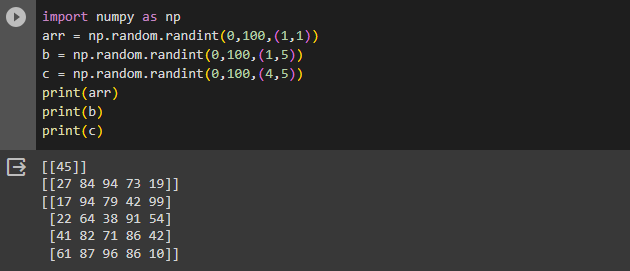 import numpy as np
arr = np.random.randint(0,100,(1,1))
b = np.random.randint(0,100,(1,5))
c = np.random.randint(0,100,(4,5))
print(arr)
print(b)
print(c)
[[45]]
[[27 84 94 73 19]]
[[17 94 79 42 99]
 [22 64 38 91 54]
 [41 82 71 86 42]
 [61 87 96 86 10]]